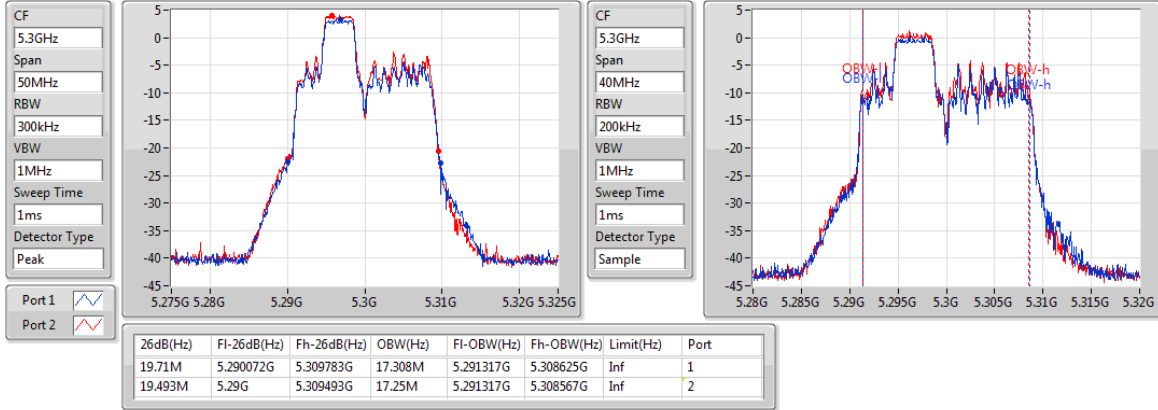 CF
5.3GHz
Span
50MHz
RBW
300kHz
VBW
1MHz
Sweep Time
1ms
Detector Type
Peak
Port 1
Port 2
5-
0-
-5-
-10-
-15-
-20-
-25-
-30-
-35-
-40-
-45-
5.275G 5.28G 5.29G 5.3G 5.31G 5.32G 5.325G
CF
5.3GHz
Span
40MHz
RBW
200kHz
VBW
1MHz
Sweep Time
1ms
Detector Type
Sample
5-
0-
-5-
-10-
-15-
-20-
-25-
-30-
-35-
-40-
-45-
OBW-l OBW-h
OBW-l OBW-h
5.28G 5.285G 5.29G 5.295G 5.3G 5.305G 5.31G 5.315G 5.32G
26dB(Hz) Fl-26dB(Hz) Fh-26dB(Hz) OBW(Hz) Fl-OBW(Hz) Fh-OBW(Hz) Limit(Hz) Port
19.71M 5.290072G 5.309783G 17.308M 5.291317G 5.308625G Inf 1
19.493M 5.29G 5.309493G 17.25M 5.291317G 5.308567G Inf 2